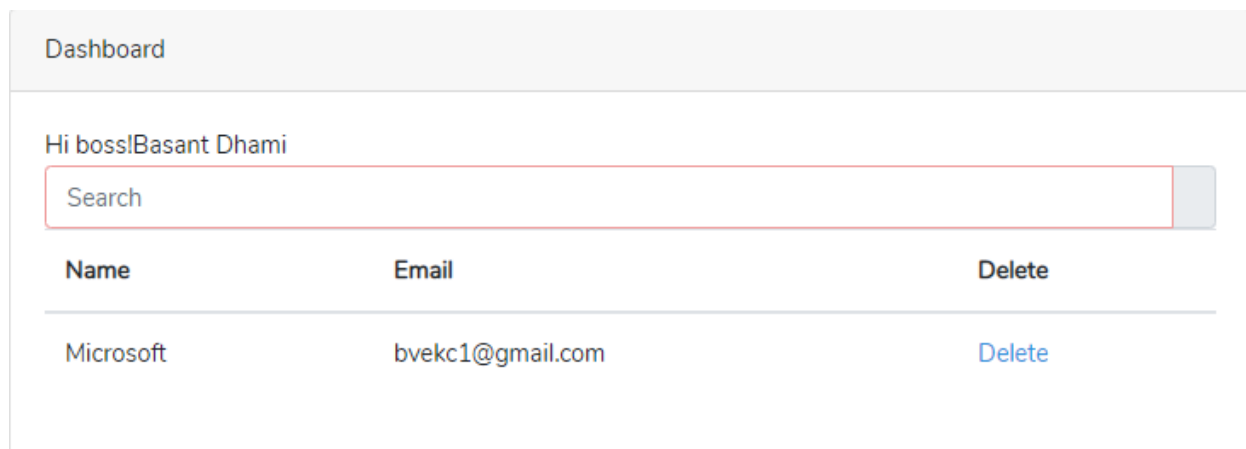 Dashboard
Hi boss!Basant Dhami
Search
Name Email Delete
Microsoft bvekc1@gmail.com Delete